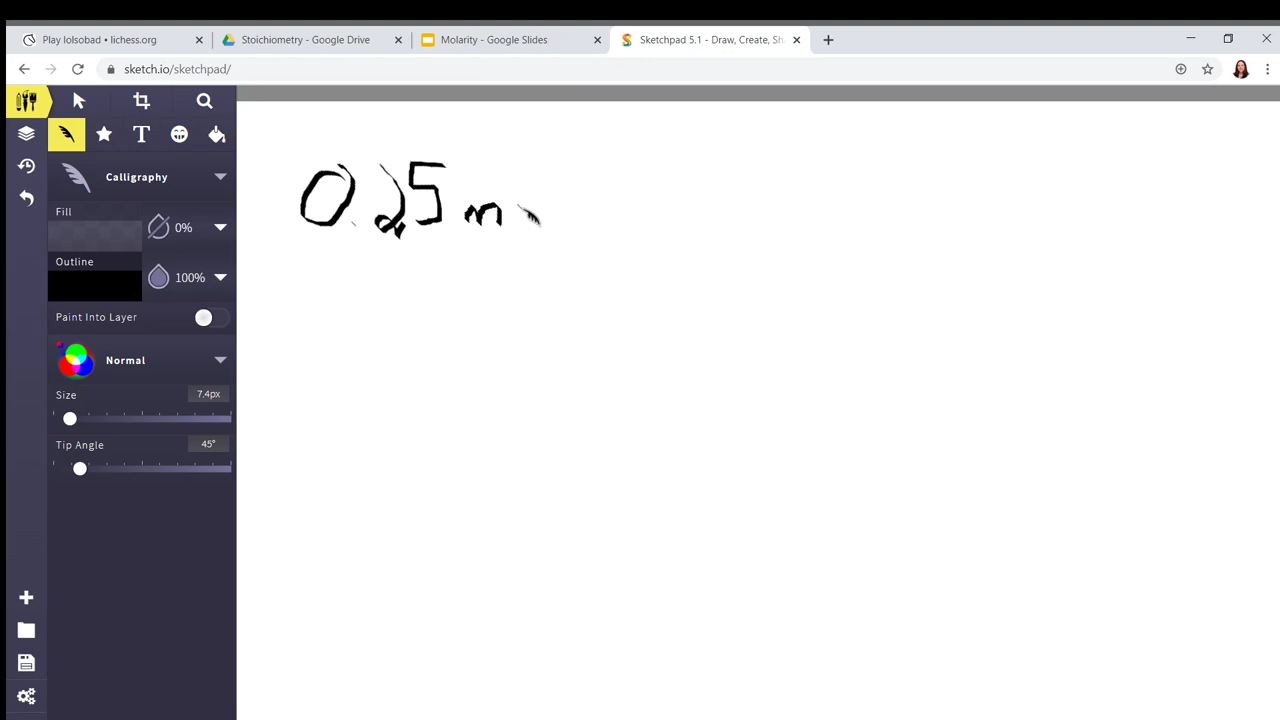 Play lolsobad • lichess.org
Stoichiometry - Google Drive
Molarity - Google Slides
Sketchpad 5.1 - Draw, Create, Sh
sketch.io/sketchpad/
T
Calligraphy
Fill
0%
Outline
100%
Paint Into Layer
Normal
Size
7.4px
Tip Angle
45°
0.25 m